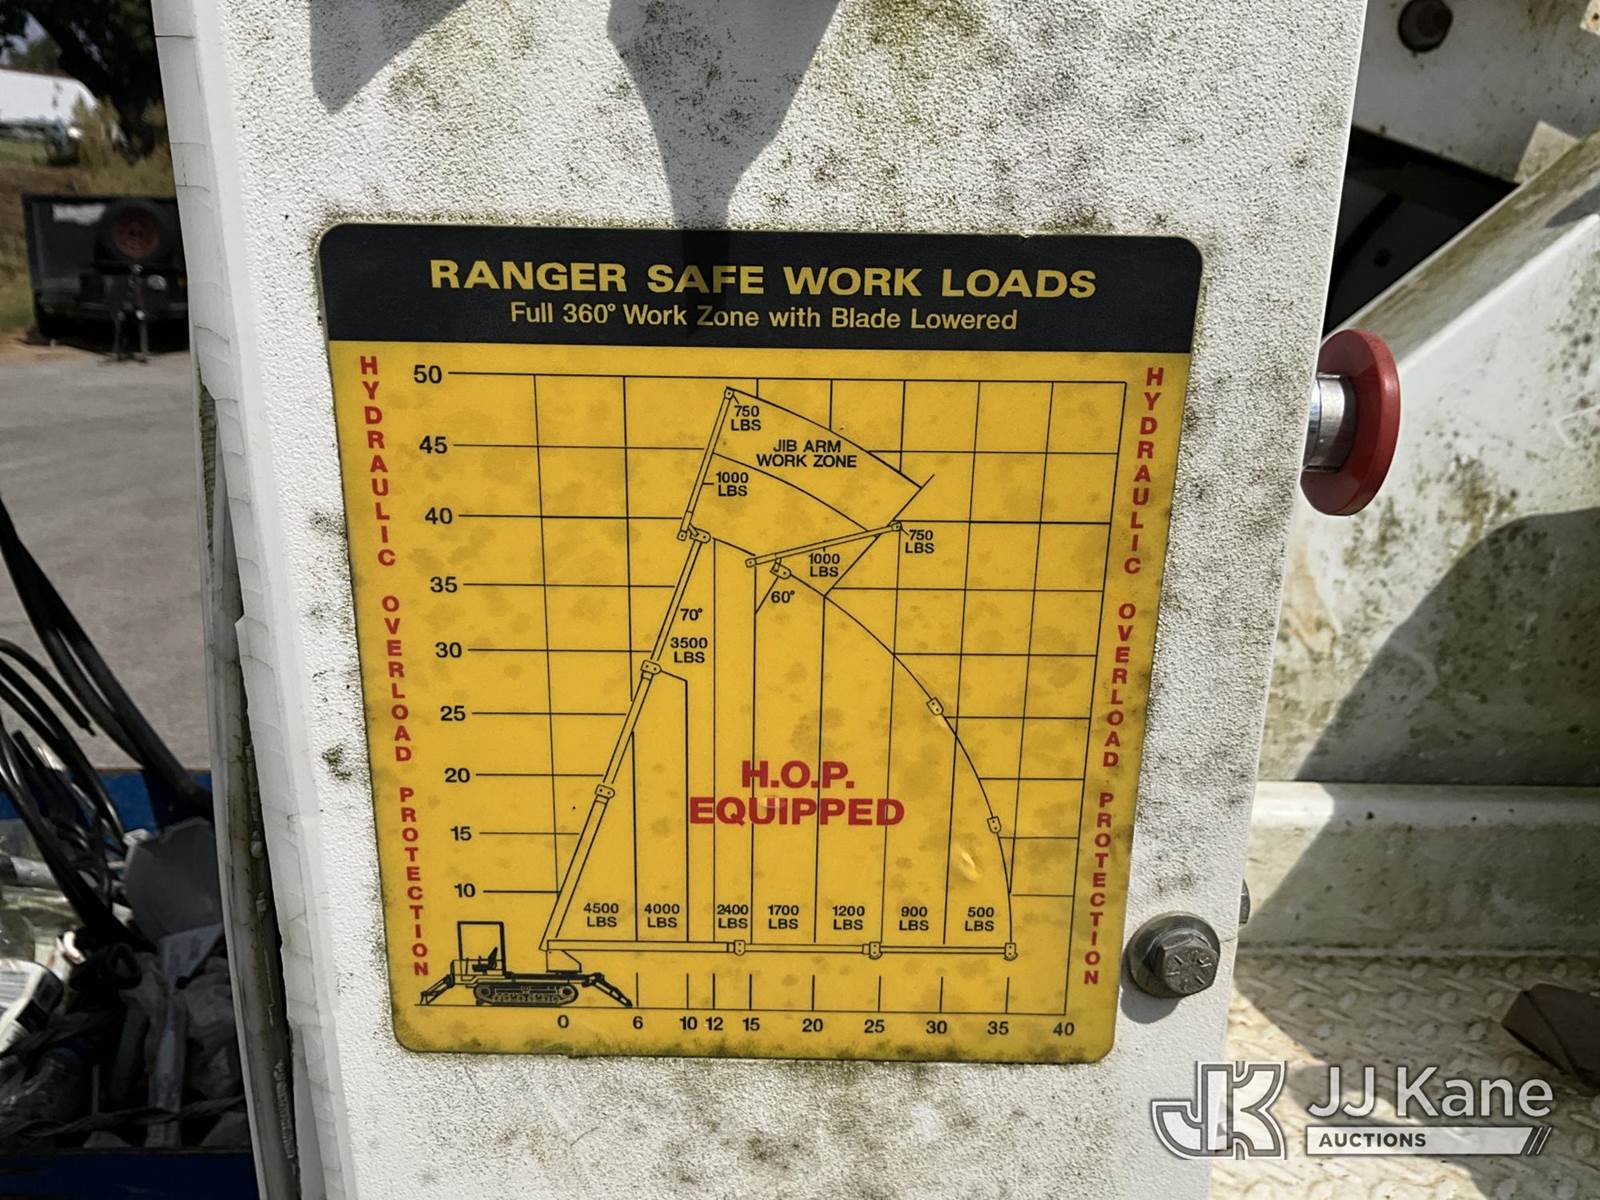 RANGER SAFE WORK LOADS
Full 360° Work Zone with Blade Lowered
HYDRAULIC OVERLOAD PROTECTION
HYDRAULIC OVERLOAD PROTECTION
50
45
40
35
30
25
20
15
10
750
LBS
JIB ARM
WORK ZONE
1000
LBS
750
LBS
1000
LBS
60°
70°
3500
LBS
H.O.P.
EQUIPPED
4500
LBS
4000
LBS
2400
LBS
1700
LBS
1200
LBS
900
LBS
500
LBS
0 6 10 12 15 20 25 30 35 40
JK JJ Kane
AUCTIONS